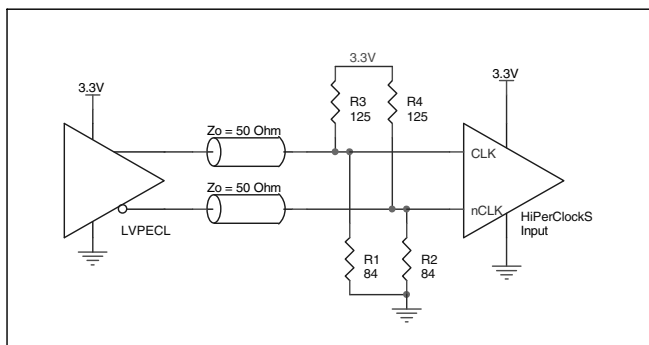 3.3V
3.3V
3.3V
R3
125
R4
125
Zo = 50 Ohm
CLK
Zo = 50 Ohm
nCLK
HiPerClockS
Input
LVPECL
R1
84
R2
84